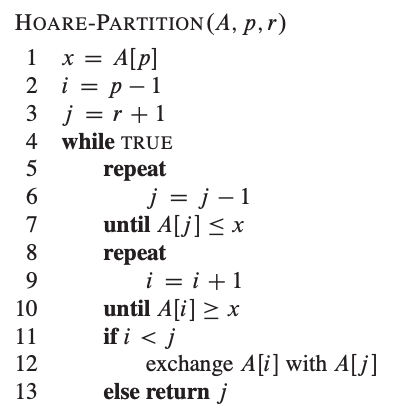 HOARE-PARTITION(A, p, r)
1 x = A[p]
2 i = p − 1
3 j = r + 1
4 while TRUE
5 repeat
6 j = j − 1
7 until A[j] ≤ x
8 repeat
9 i = i + 1
10 until A[i] ≥ x
11 if i < j
12 exchange A[i] with A[j]
13 else return j